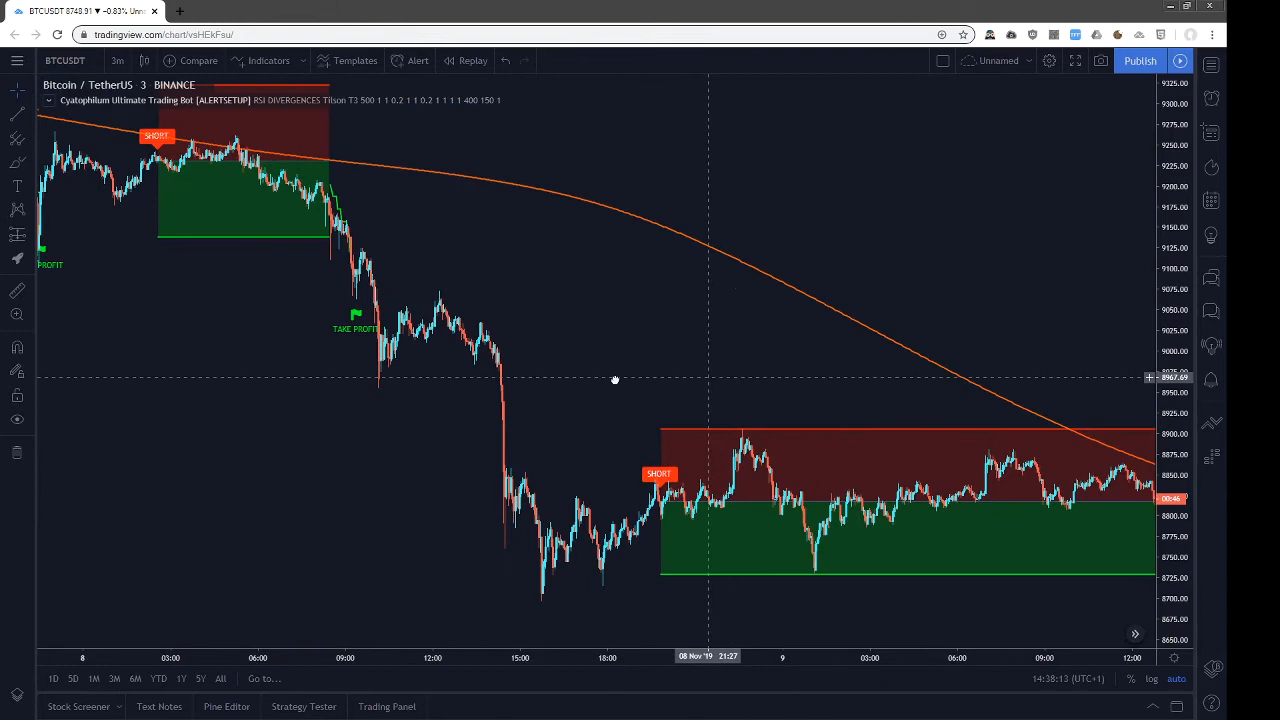 BTCUSDT 8748.91 ▼ −0.83% Unn
tradingview.com/chart/vsHEkFsu/
BTCUSDT 3m Compare Indicators Templates Alert Replay Unnamed Publish
Bitcoin / TetherUS 3 BINANCE
Cyatophilum Ultimate Trading Bot [ALERTSETUP] RSI DIVERGENCES Tilson T3 500 1 1 0.2 1 1 0.2 1 1 1 1 400 150 1
SHORT
PROFIT
TAKE PROFIT
SHORT
9325.00
9300.00
9275.00
9250.00
9225.00
9200.00
9175.00
9150.00
9125.00
9100.00
9075.00
9050.00
9025.00
9000.00
8967.69
8950.00
8925.00
8900.00
8875.00
8850.00
8825.00
00:46
8800.00
8775.00
8750.00
8725.00
8700.00
8675.00
8650.00
8 03:00 06:00 09:00 12:00 15:00 18:00 08 Nov '19 21:27 9 03:00 06:00 09:00 12:00
1D 5D 1M 3M 6M YTD 1Y 5Y All Go to... 14:38:13 (UTC+1) % log auto
Stock Screener Text Notes Pine Editor Strategy Tester Trading Panel